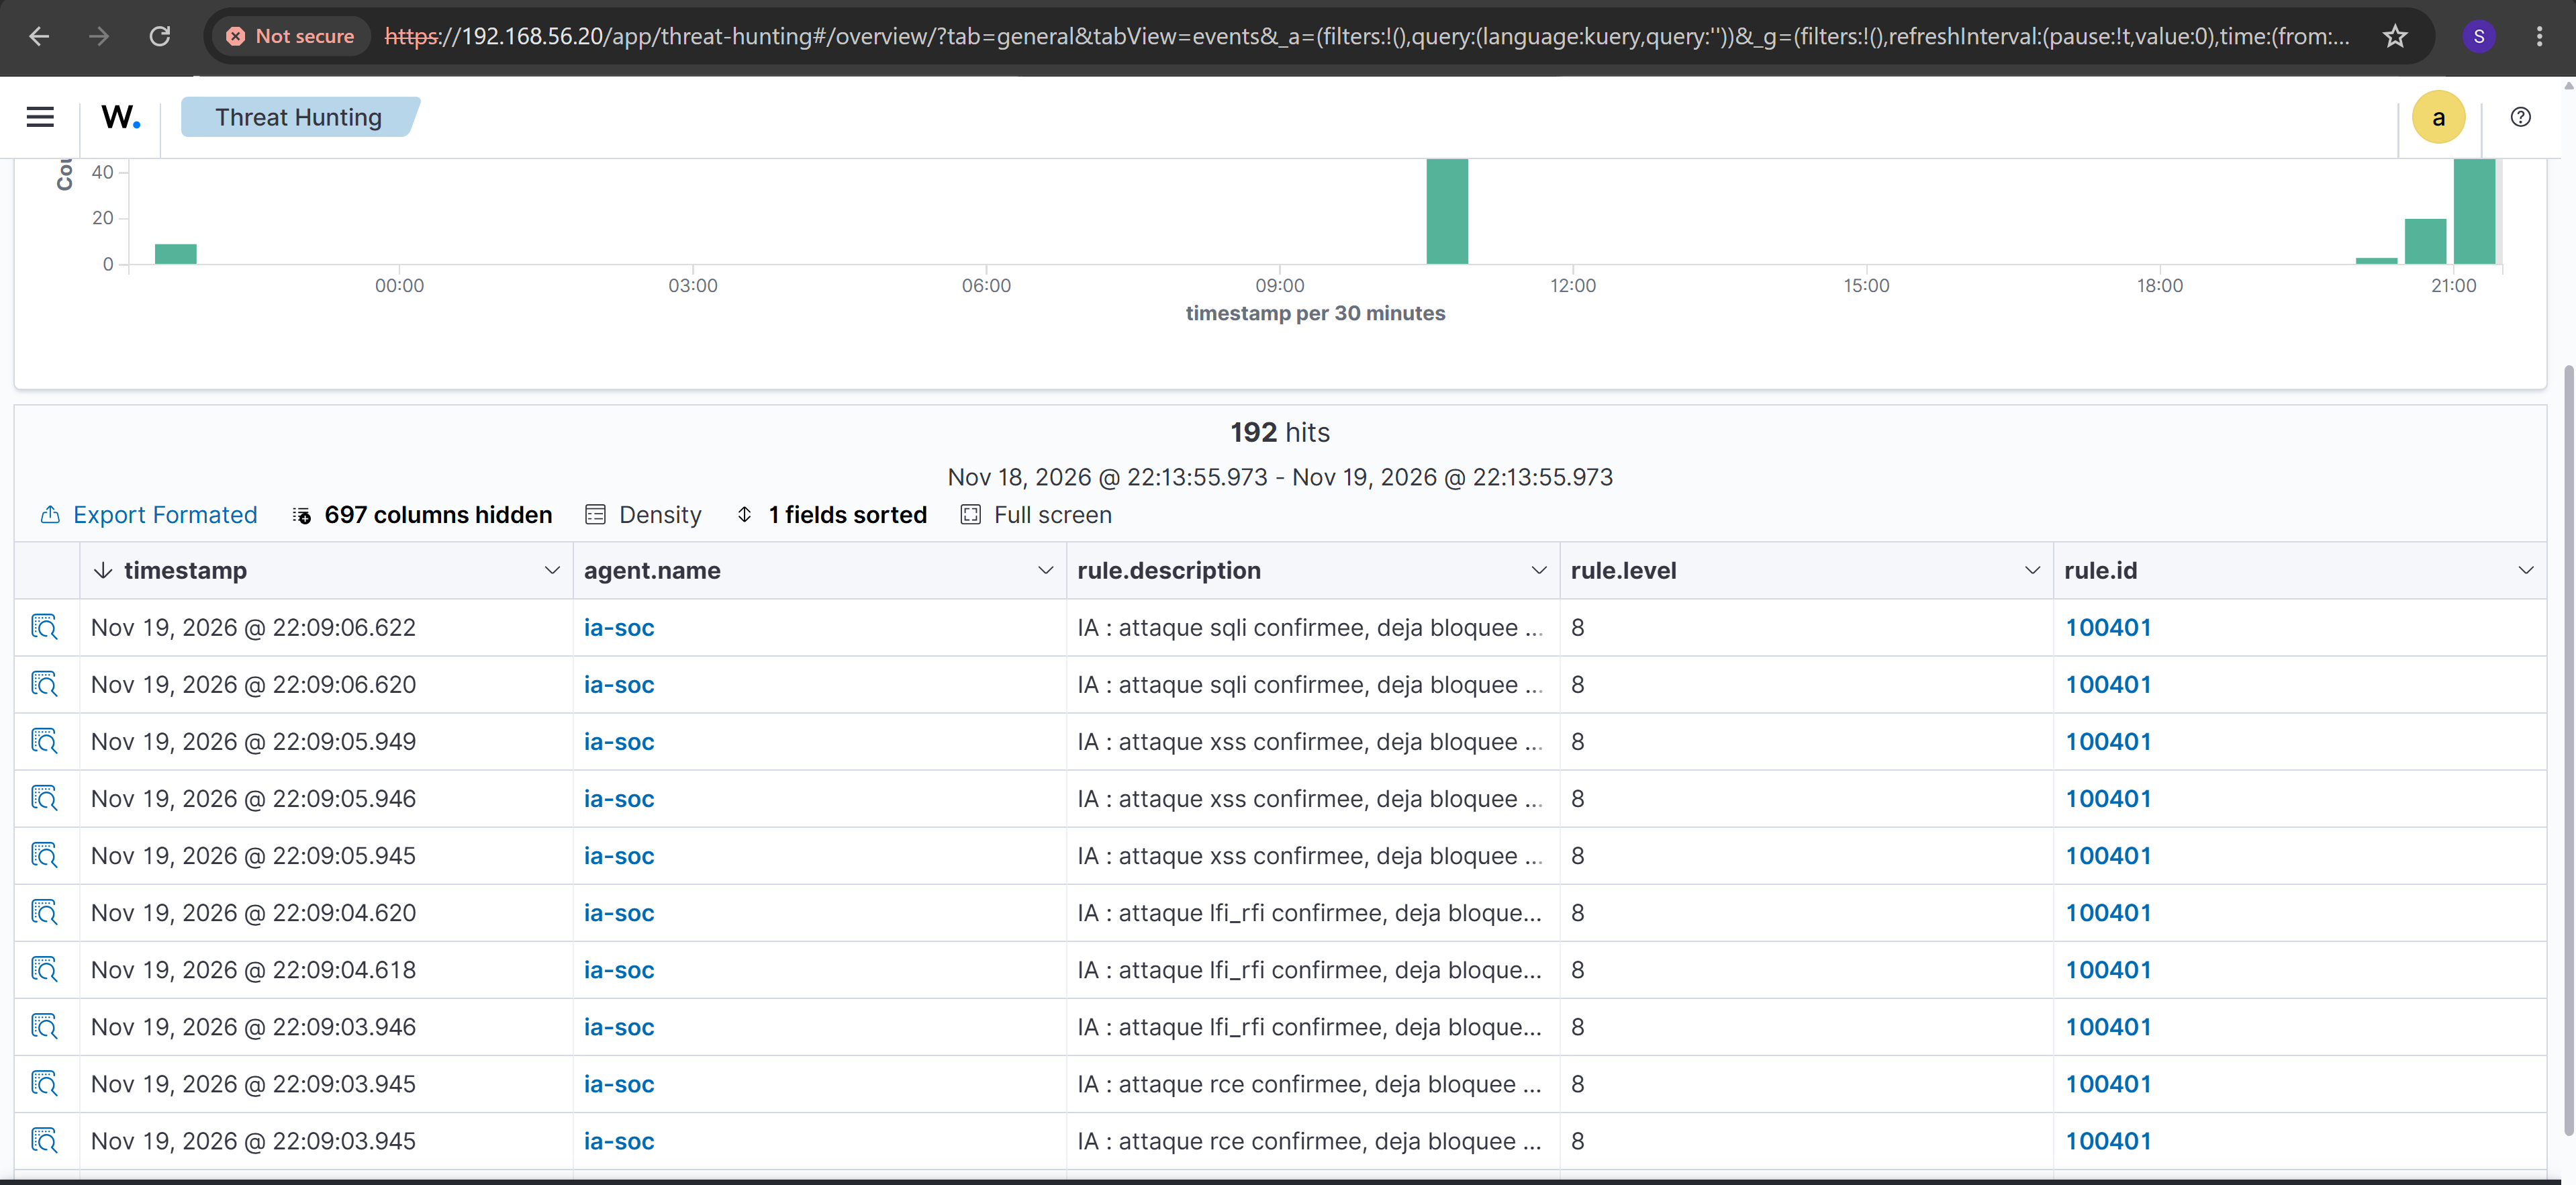 Not secure https://192.168.56.20/app/threat-hunting#/overview/?tab=general&tabView=events&_a=(filters:!(),query:(language:kuery,query:''))&_g=(filters:!(),refreshInterval:(pause:!t,value:0),time:(from:... S
W. Threat Hunting a ?
40
20
0
00:00 03:00 06:00 09:00 12:00 15:00 18:00 21:00
timestamp per 30 minutes
192 hits
Nov 18, 2026 @ 22:13:55.973 - Nov 19, 2026 @ 22:13:55.973
Export Formated 697 columns hidden Density 1 fields sorted Full screen
timestamp agent.name rule.description rule.level rule.id
Nov 19, 2026 @ 22:09:06.622 ia-soc IA : attaque sqli confirmee, deja bloquee ... 8 100401
Nov 19, 2026 @ 22:09:06.620 ia-soc IA : attaque sqli confirmee, deja bloquee ... 8 100401
Nov 19, 2026 @ 22:09:05.949 ia-soc IA : attaque xss confirmee, deja bloquee ... 8 100401
Nov 19, 2026 @ 22:09:05.946 ia-soc IA : attaque xss confirmee, deja bloquee ... 8 100401
Nov 19, 2026 @ 22:09:05.945 ia-soc IA : attaque xss confirmee, deja bloquee ... 8 100401
Nov 19, 2026 @ 22:09:04.620 ia-soc IA : attaque lfi_rfi confirmee, deja bloque... 8 100401
Nov 19, 2026 @ 22:09:04.618 ia-soc IA : attaque lfi_rfi confirmee, deja bloque... 8 100401
Nov 19, 2026 @ 22:09:03.946 ia-soc IA : attaque lfi_rfi confirmee, deja bloque... 8 100401
Nov 19, 2026 @ 22:09:03.945 ia-soc IA : attaque rce confirmee, deja bloquee ... 8 100401
Nov 19, 2026 @ 22:09:03.945 ia-soc IA : attaque rce confirmee, deja bloquee ... 8 100401